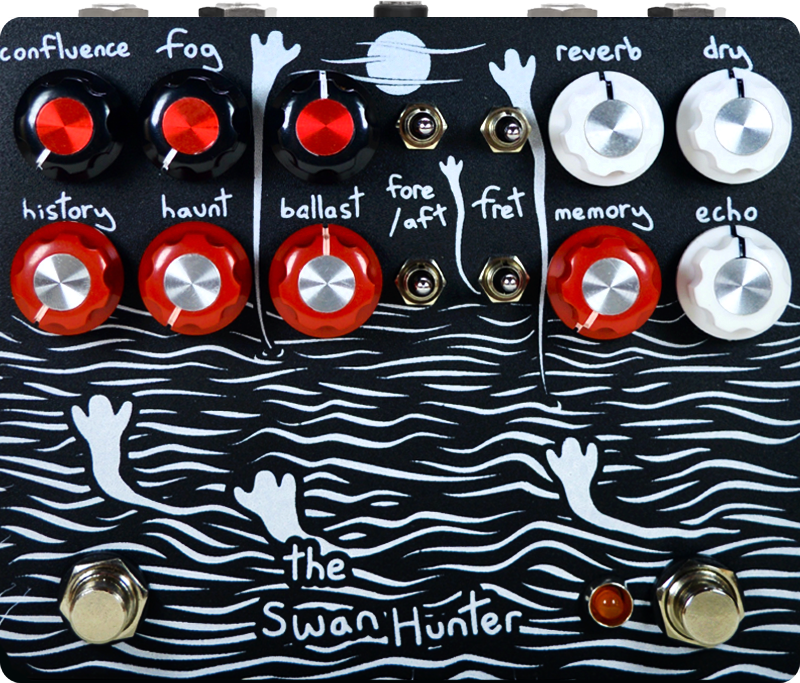 confluence fog reverb dry
history haunt ballast fore
/aft fret memory echo
the
Swan Hunter